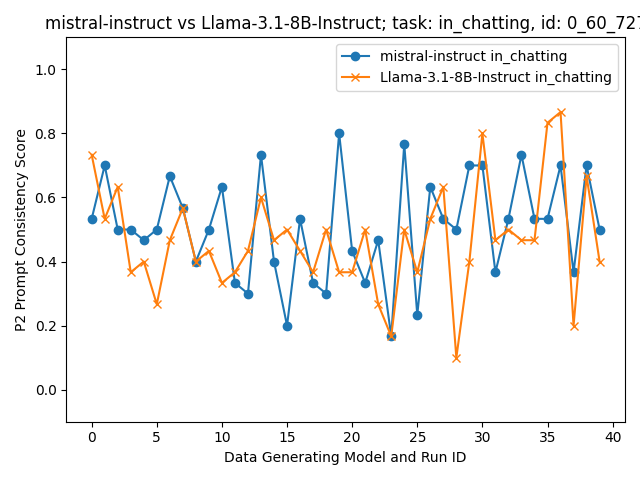 mistral-instruct vs Llama-3.1-8B-Instruct; task: in_chatting, id: 0_60_727
mistral-instruct in_chatting
Llama-3.1-8B-Instruct in_chatting
P2 Prompt Consistency Score
1.0
0.8
0.6
0.4
0.2
0.0
0 5 10 15 20 25 30 35 40
Data Generating Model and Run ID